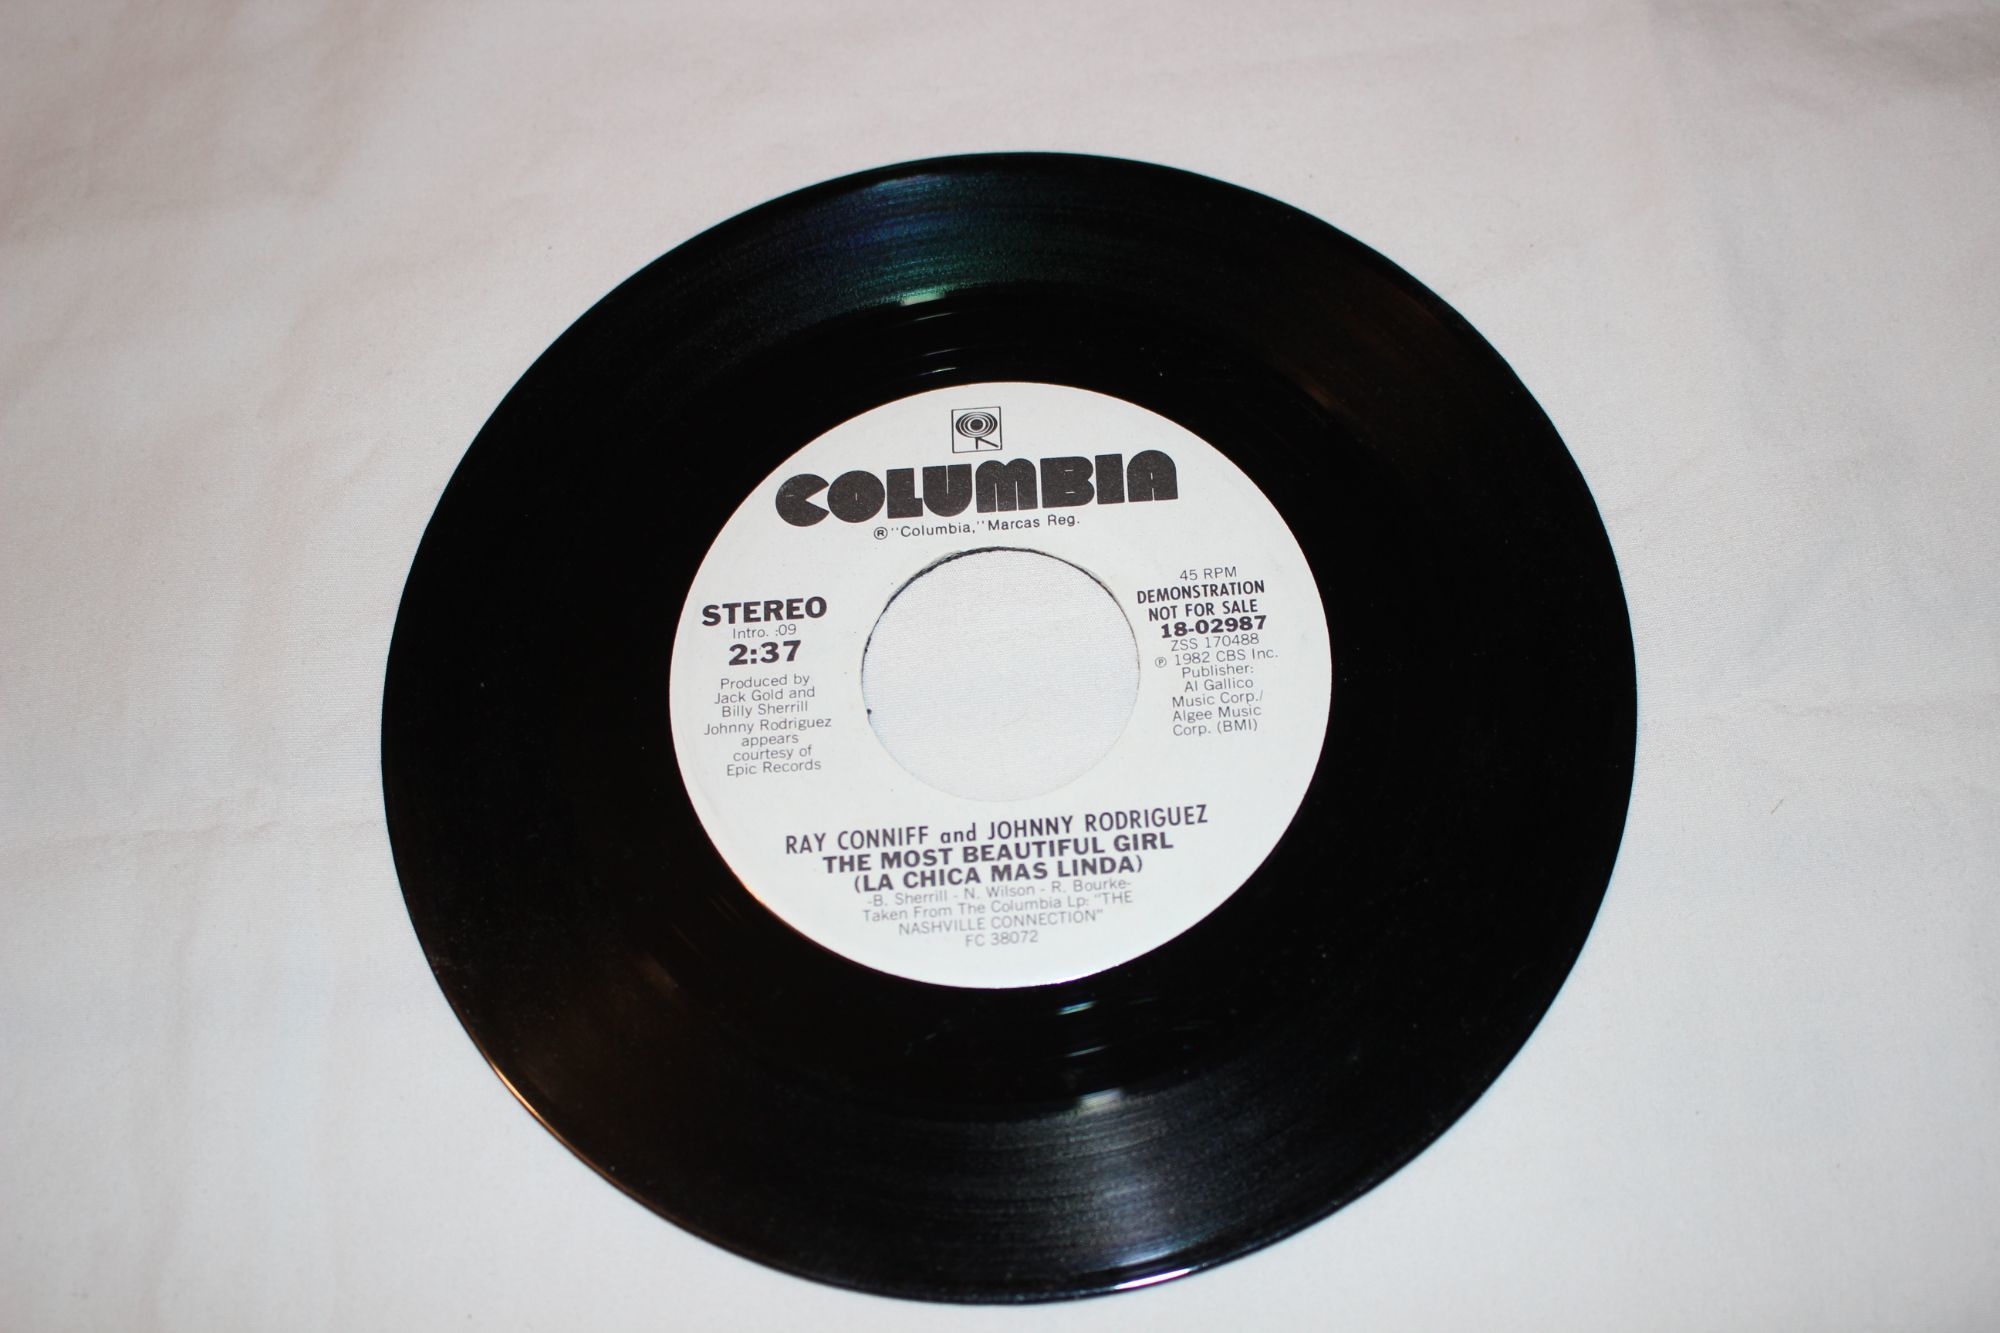 COLUMBIA
® "Columbia," Marcas Reg.
STEREO
Intro. :09
2:37
Produced by
Jack Gold and
Billy Sherrill
Johnny Rodriguez
appears
courtesy of
Epic Records
45 RPM
DEMONSTRATION
NOT FOR SALE
18-02987
ZSS 170488
℗ 1982 CBS Inc.
Publisher:
Al Gallico
Music Corp./
Algee Music
Corp. (BMI)
RAY CONNIFF and JOHNNY RODRIGUEZ
THE MOST BEAUTIFUL GIRL
(LA CHICA MAS LINDA)
-B. Sherrill - N. Wilson - R. Bourke-
Taken From The Columbia Lp: "THE
NASHVILLE CONNECTION"
FC 38072